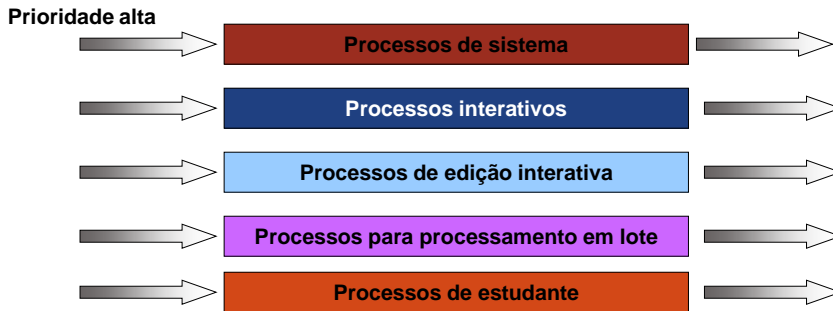 Prioridade alta
Processos de sistema
Processos interativos
Processos de edição interativa
Processos para processamento em lote
Processos de estudante